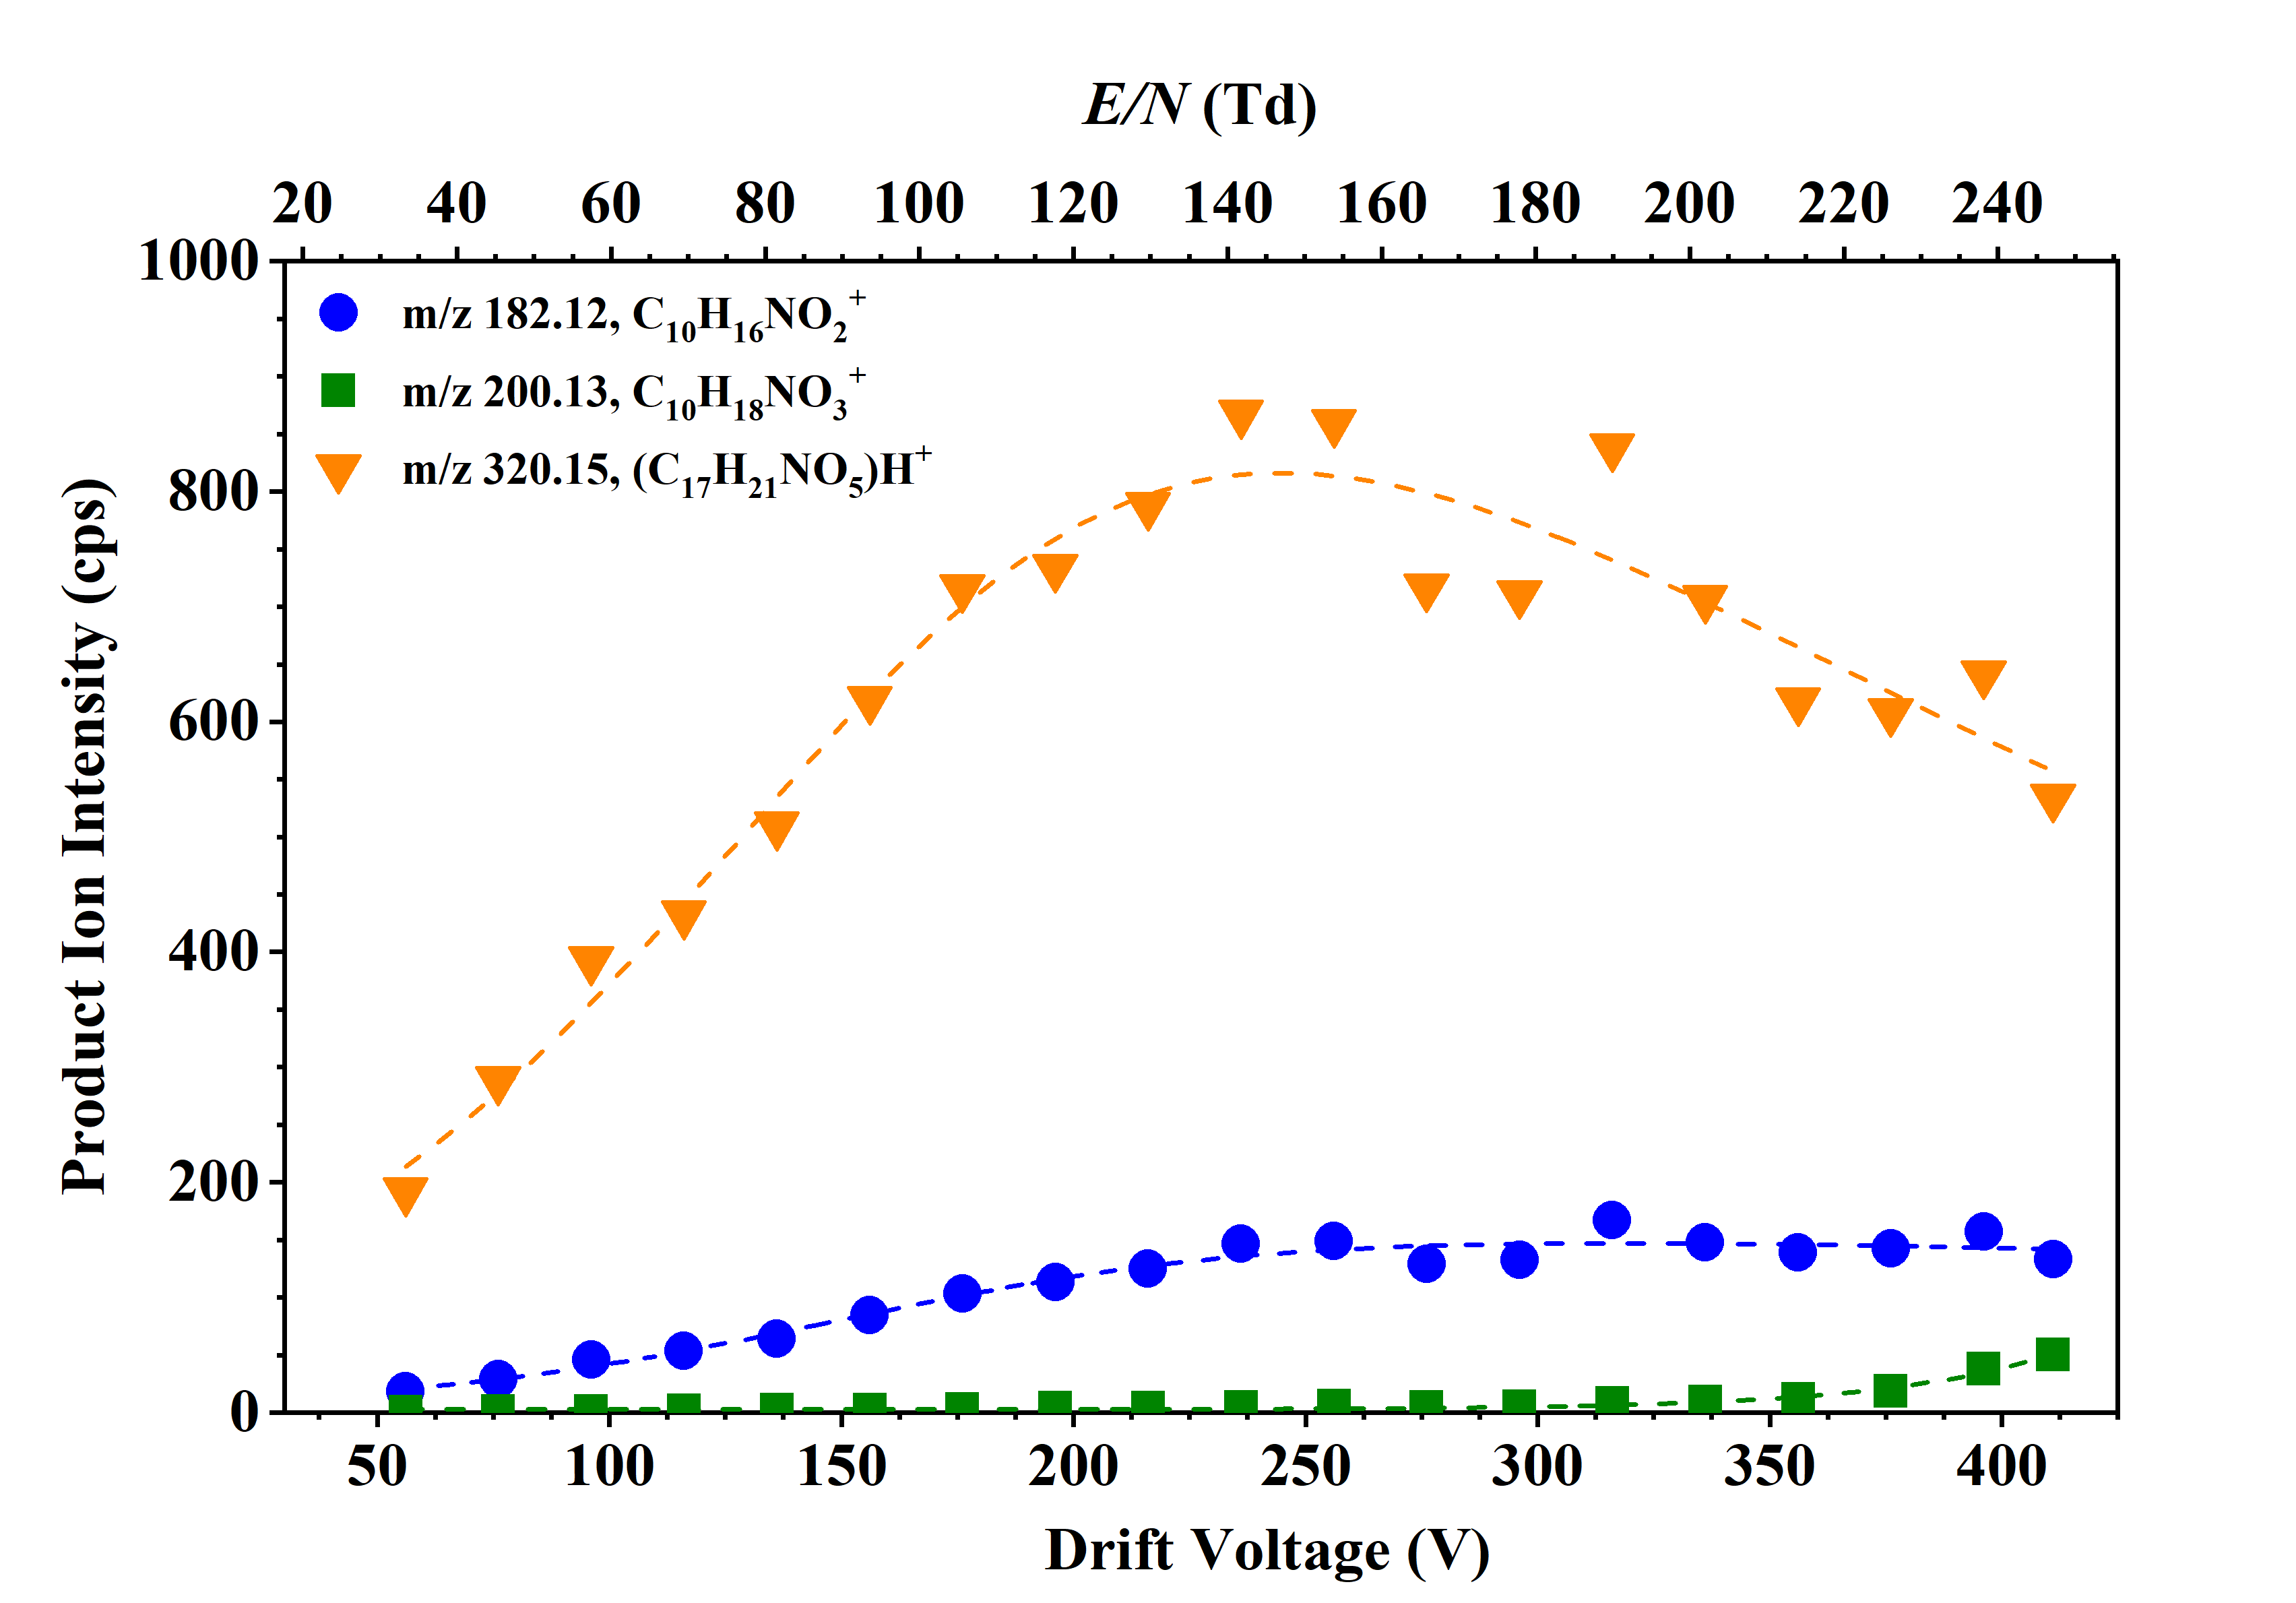 E/N (Td)
20 40 60 80 100 120 140 160 180 200 220 240
1000
m/z 182.12, C₁₀H₁₆NO₂⁺
m/z 200.13, C₁₀H₁₈NO₃⁺
m/z 320.15, (C₁₇H₂₁NO₅)H⁺
800
600
400
200
0
Product Ion Intensity (cps)
50 100 150 200 250 300 350 400
Drift Voltage (V)